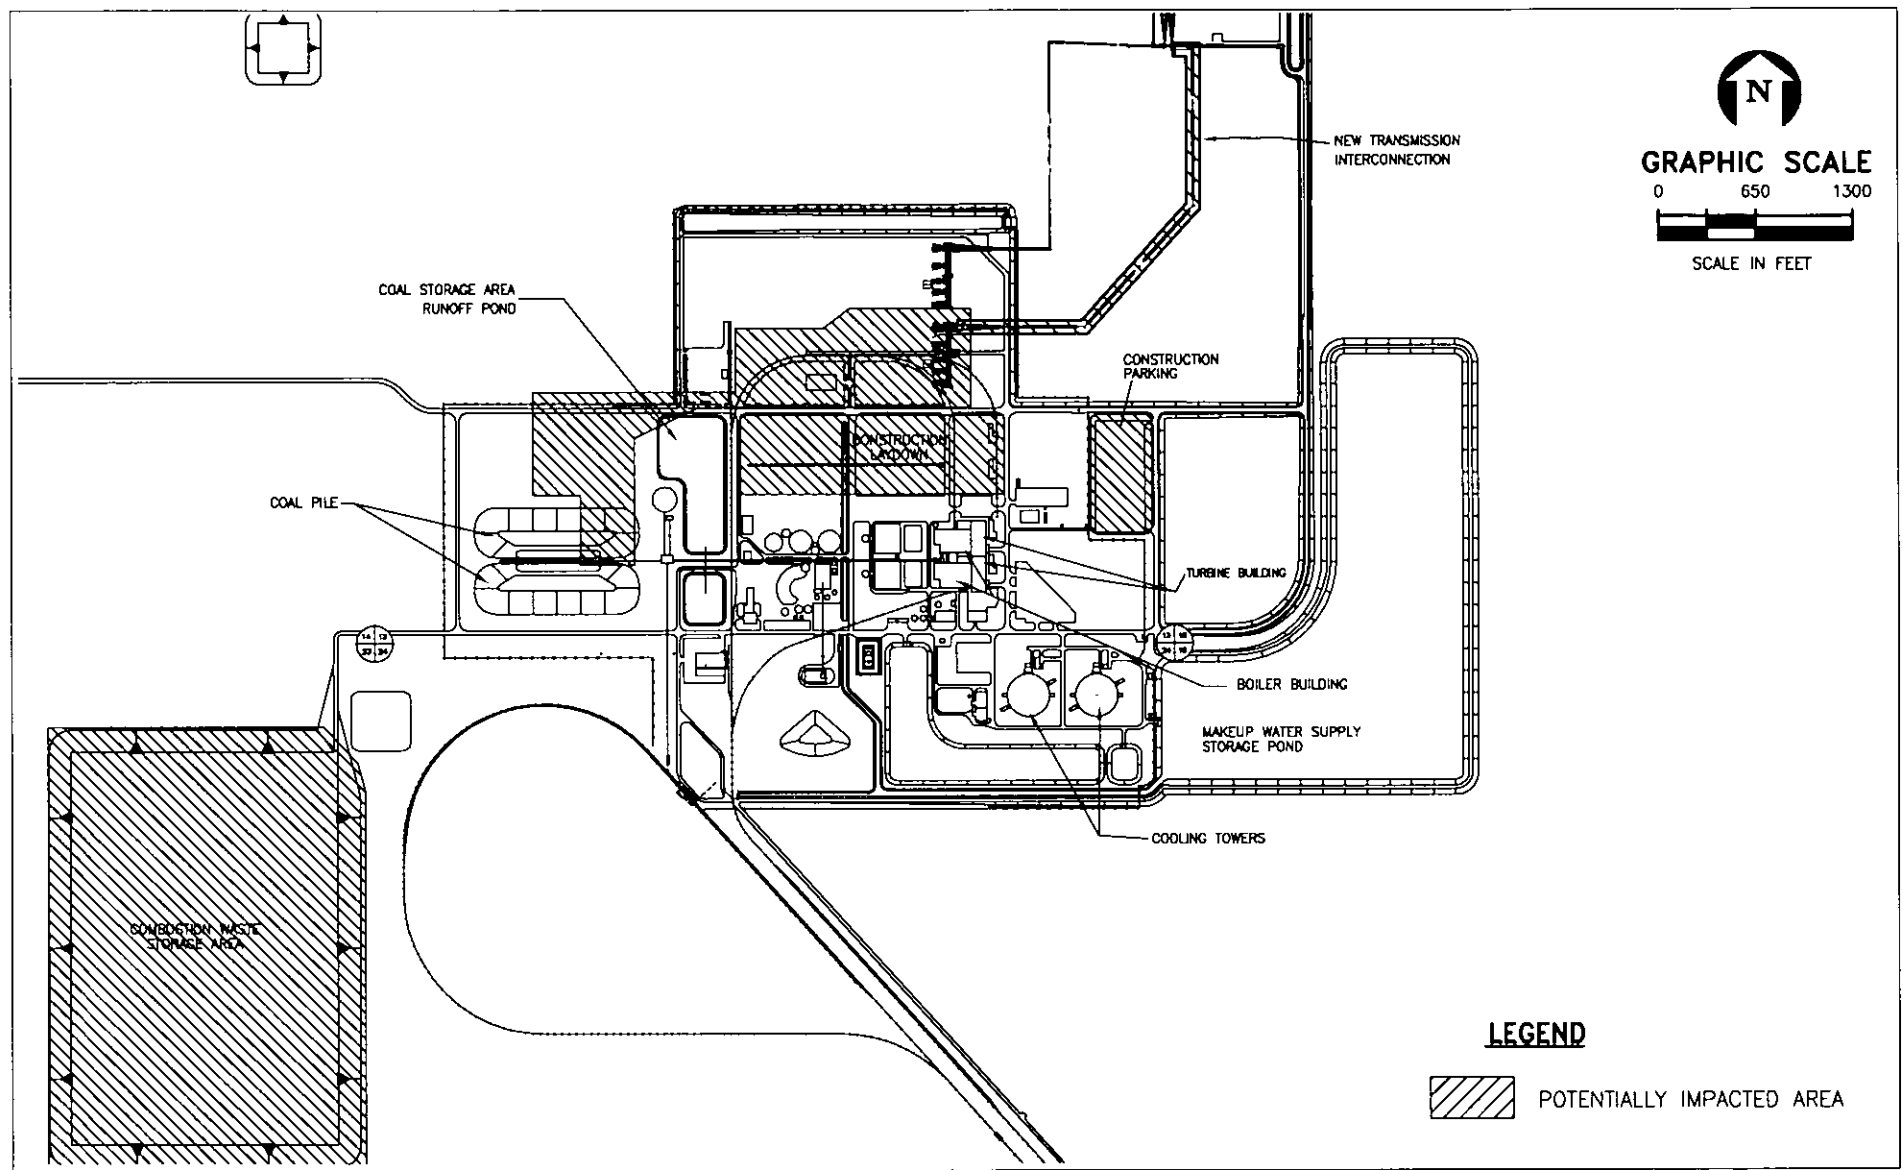 N
GRAPHIC SCALE
0 650 1300
SCALE IN FEET
NEW TRANSMISSION
INTERCONNECTION
COAL STORAGE AREA
RUNOFF POND
CONSTRUCTION
PARKING
CONSTRUCTION
LAYDOWN
COAL PILE
TURBINE BUILDING
BOILER BUILDING
MAKEUP WATER SUPPLY
STORAGE POND
COOLING TOWERS
COMBUSTION WASTE
STORAGE AREA
LEGEND
POTENTIALLY IMPACTED AREA